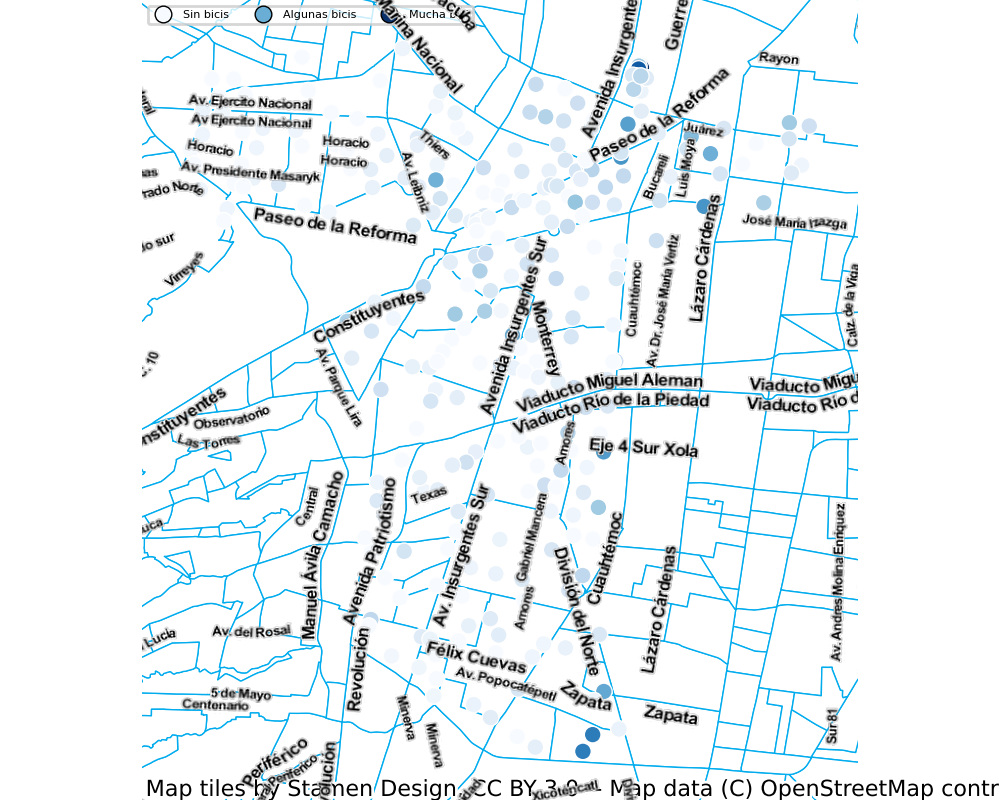 Sin bicis
Algunas bicis
Mucha b
Marina Nacional
Avenida Insurgente
Guerre
Rayon
Av. Ejercito Nacional
Av Ejercito Nacional
Horacio
Horacio
Horacio
Thiers
Paseo de la Reforma
Juárez
Luis Moya
Bucareli
Av. Presidente Masaryk
rado Norte
Av. Leibniz
Paseo de la Reforma
José María Izazga
Lázaro Cárdenas
Virreyes
Cuauhtémoc
Av. Dr. José María Vertiz
Calz. de la Viga
Constituyentes
Avenida Insurgentes Sur
Monterrey
Av. Parque Lira
Viaducto Miguel Aleman
Viaducto Río de la Piedad
Viaducto Migu
Viaducto Río d
nstituyentes
Observatorio
Las Torres
Amores
Eje 4 Sur Xola
Central
Manuel Ávila Camacho
Avenida Patriotismo
Texas
Av. Insurgentes Sur
Gabriel Mancera
Amores
División del Norte
Cuauhtémoc
Lázaro Cárdenas
Av. Andres Molina Enriquez
Lucia
Av. del Rosal
Revolución
Félix Cuevas
Av. Popocatépetl
Zapata
Zapata
5 de Mayo
Centenario
Minerva
Minerva
Sur 81
Periférico
Periférico
olución
Xicoténcatl
Map tiles by Stamen Design, CC BY 3.0 -- Map data (C) OpenStreetMap contr